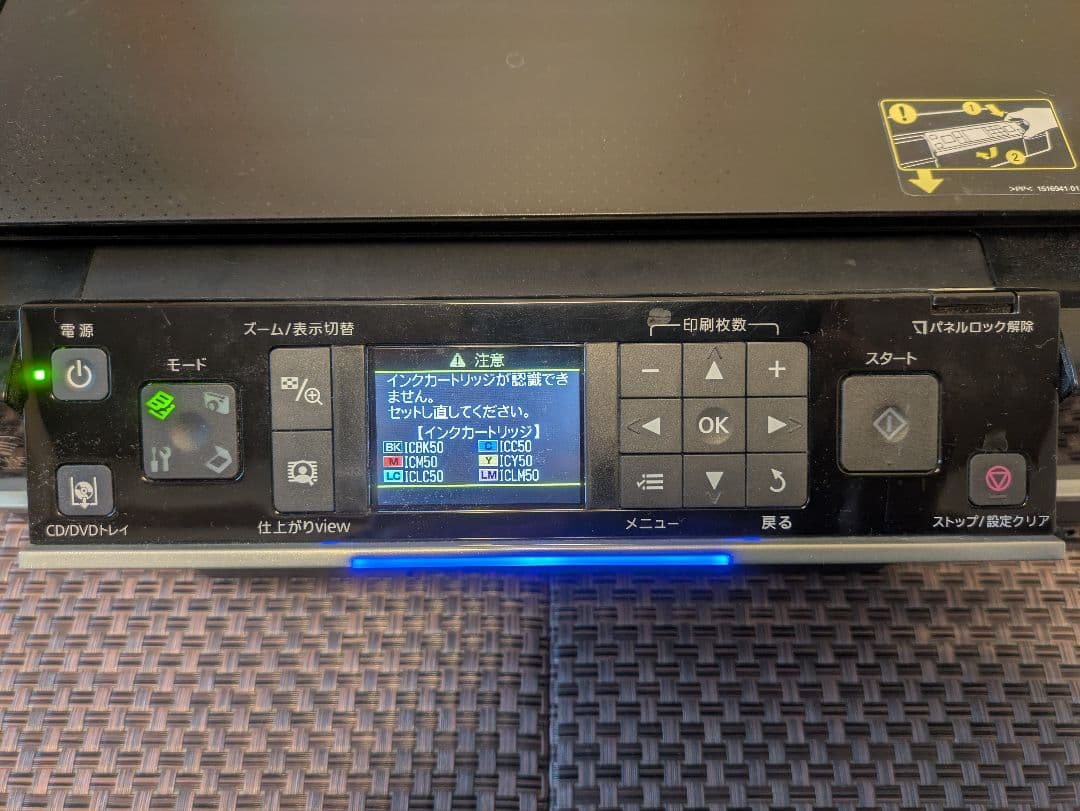 ! 1
2
>PP< 1516941-01
電源
ズーム/表示切替
印刷枚数
パネルロック解除
モード
スタート
⚠ 注意
インクカートリッジが認識でき
ません。
セットし直してください。
【インクカートリッジ】
BK ICBK50 C ICC50
M ICM50 Y ICY50
LC ICLC50 LM ICLM50
− +
OK
CD/DVDトレイ
仕上がりview
メニュー
戻る
ストップ/設定クリア